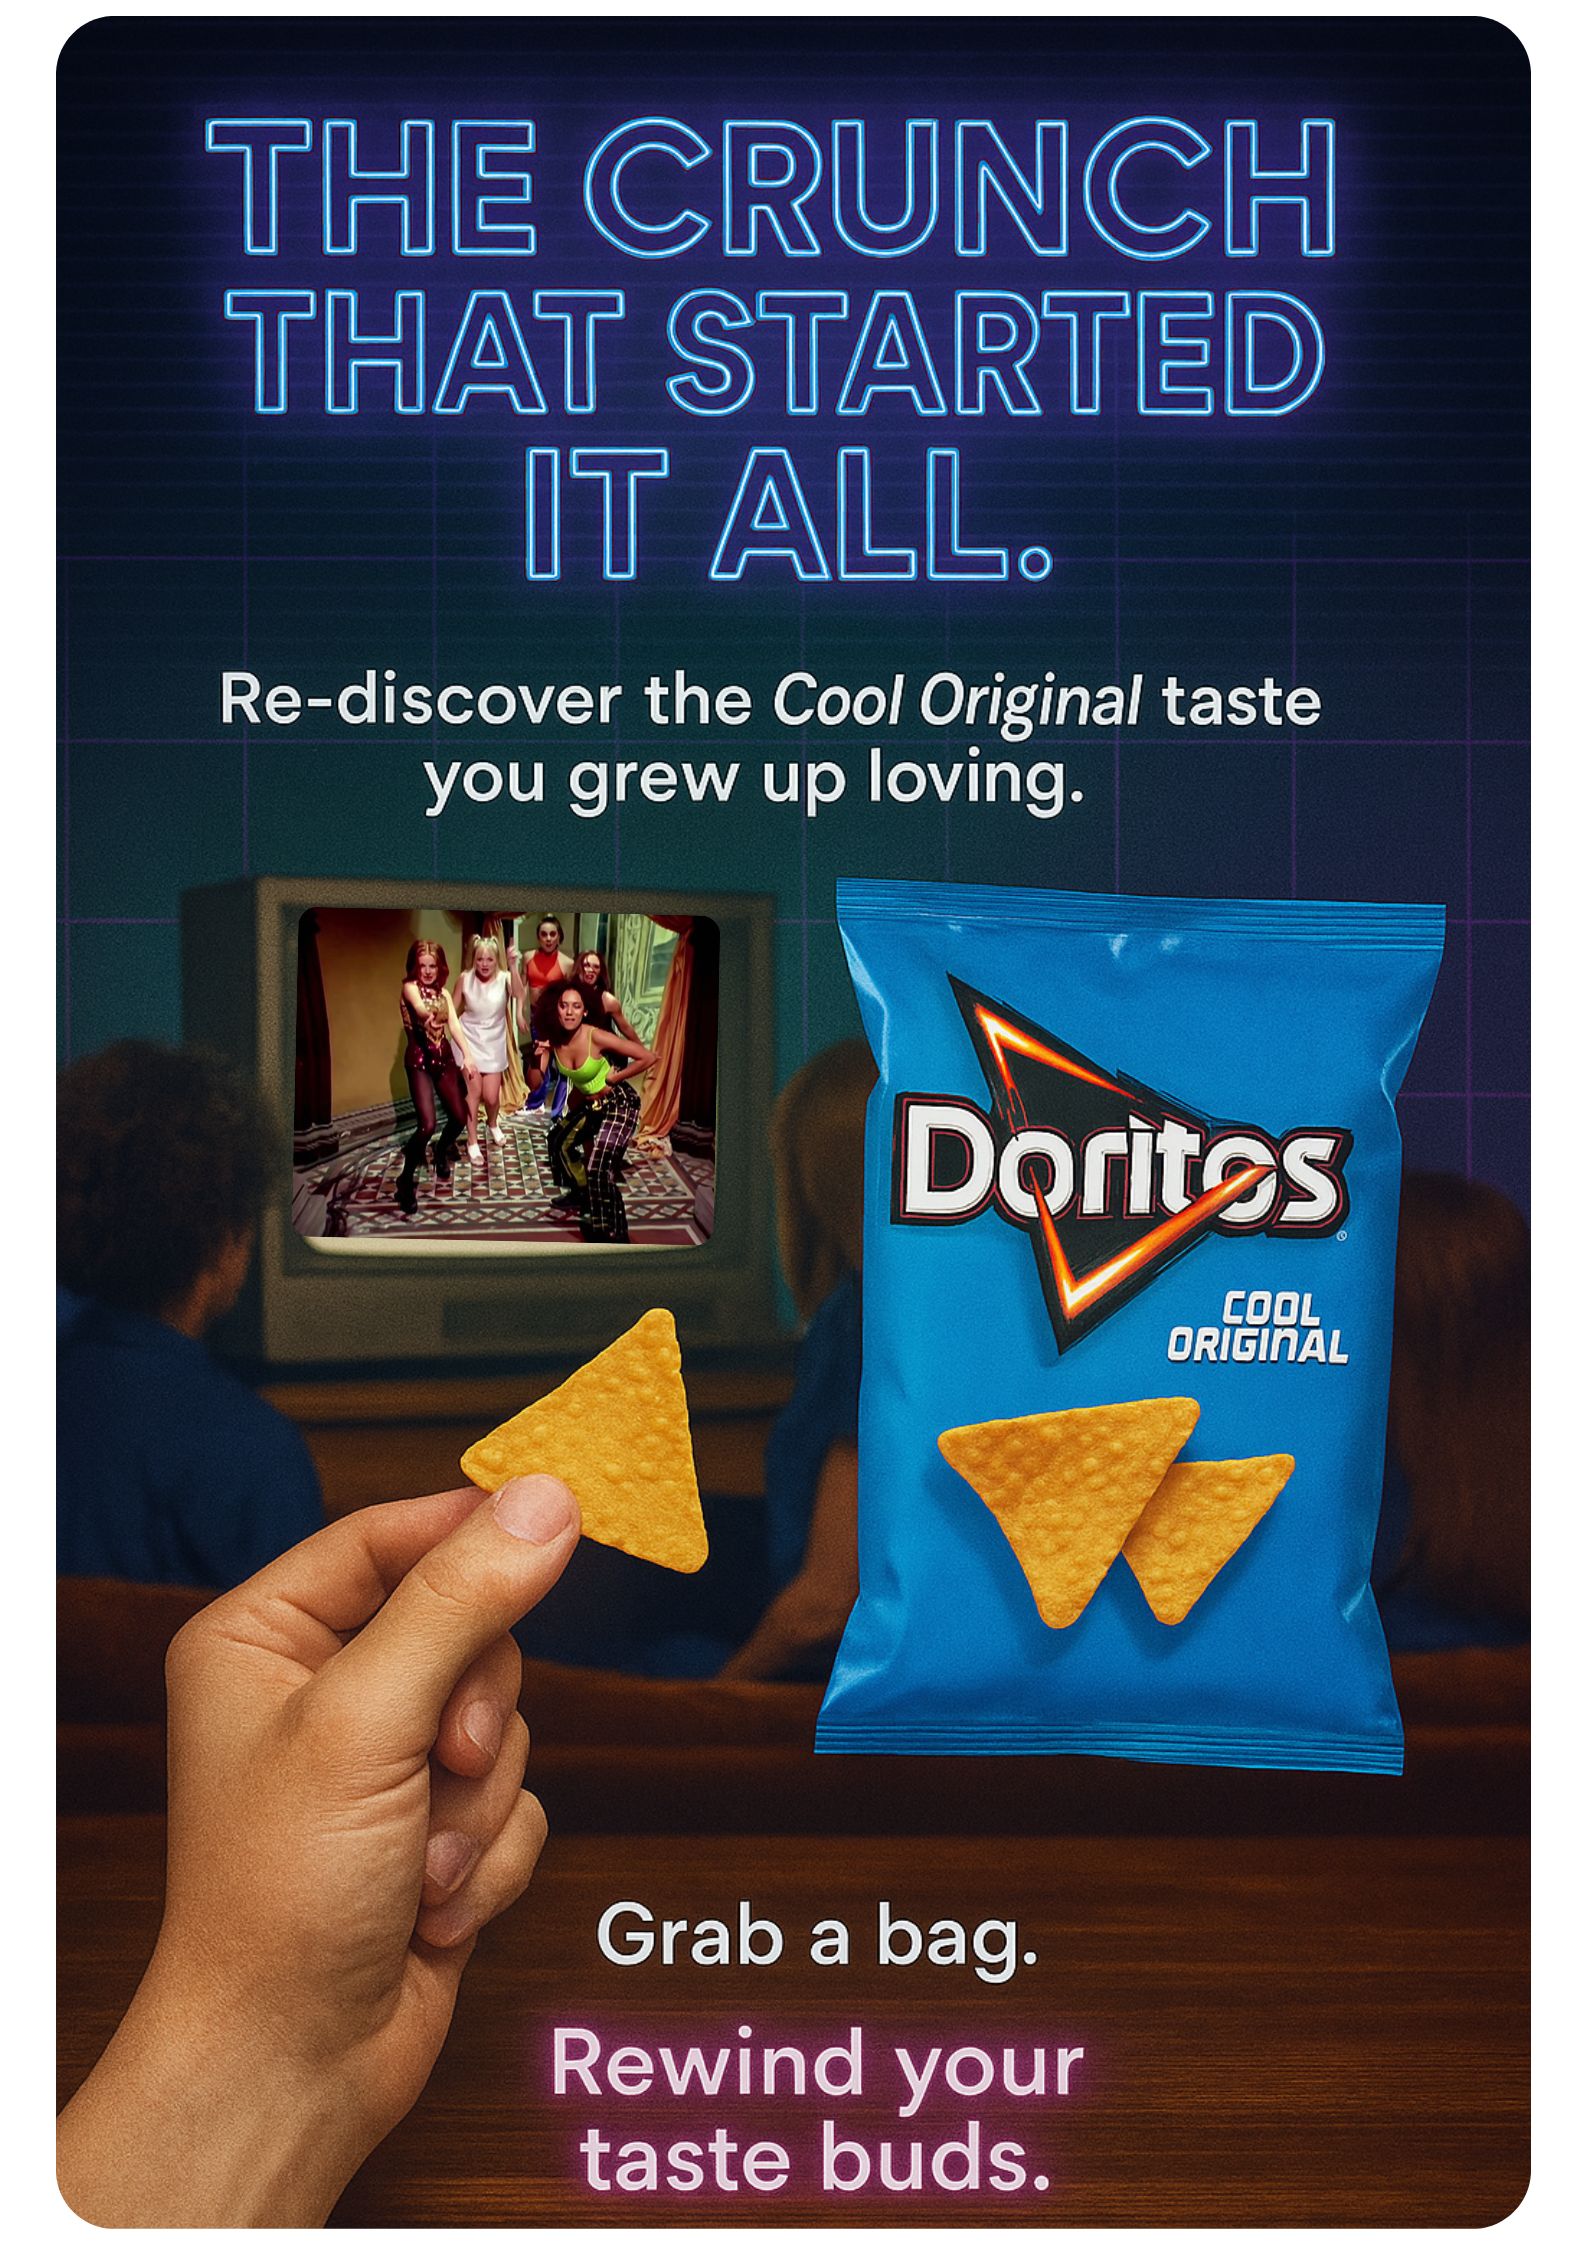 THE CRUNCH
THAT STARTED
IT ALL.
Re-discover the Cool Original taste
you grew up loving.
Doritos
COOL
ORIGINAL
Grab a bag.
Rewind your
taste buds.